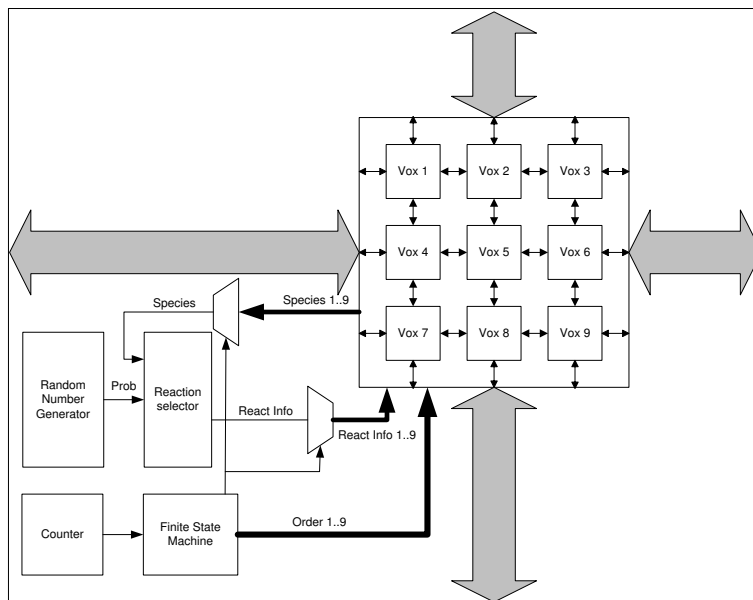 Vox 1
Vox 2
Vox 3
Vox 4
Vox 5
Vox 6
Species
Species 1..9
Vox 7
Vox 8
Vox 9
Random
Number
Generator
Prob
Reaction
selector
React Info
React Info 1..9
Counter
Finite State
Machine
Order 1..9